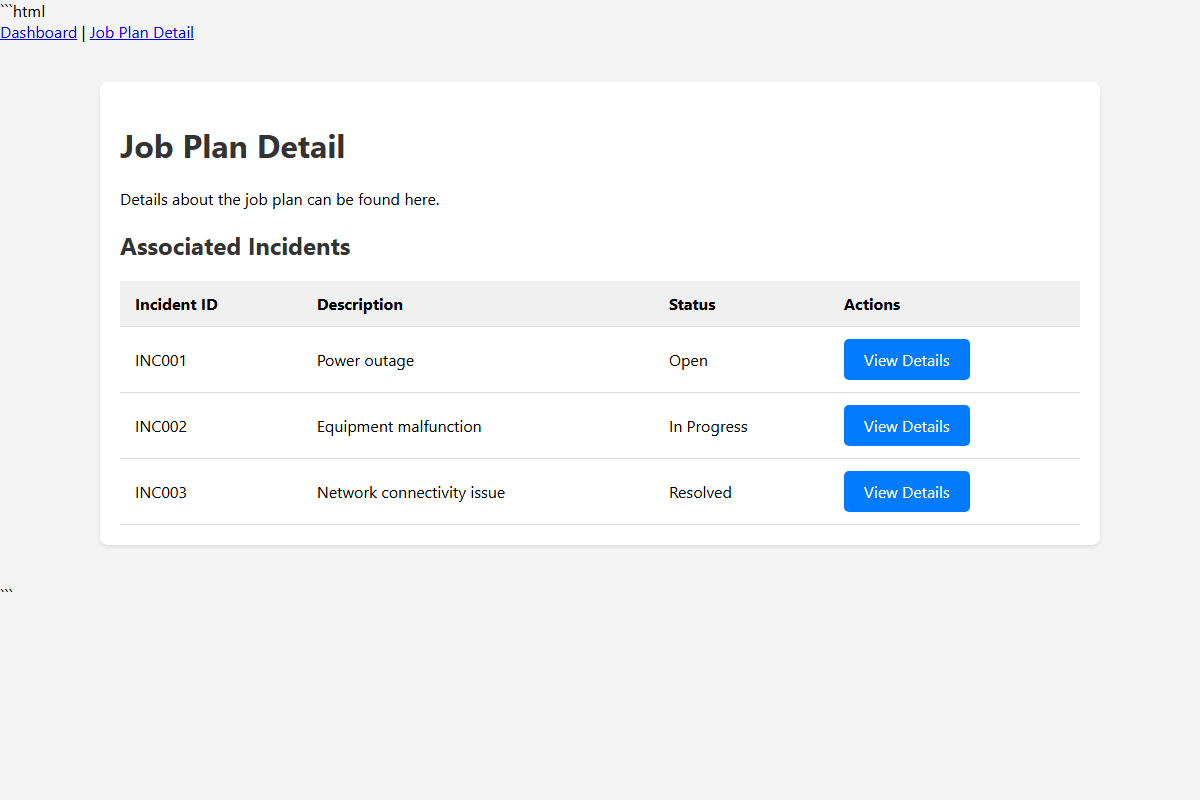 ```html
Dashboard | Job Plan Detail
Job Plan Detail
Details about the job plan can be found here.
Associated Incidents
Incident ID Description Status Actions
INC001 Power outage Open View Details
INC002 Equipment malfunction In Progress View Details
INC003 Network connectivity issue Resolved View Details
```